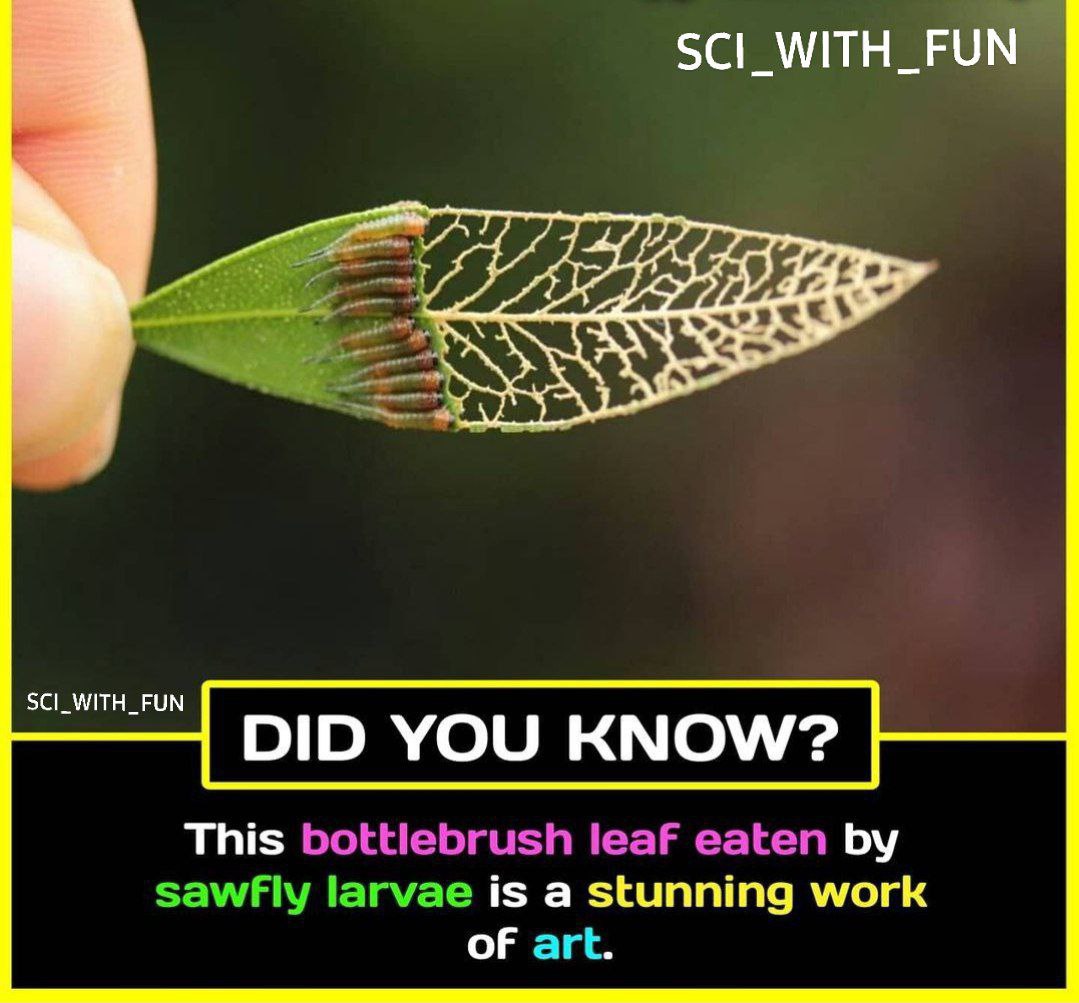 SCI_WITH_FUN
SCI_WITH_FUN
DID YOU KNOW?
This bottlebrush leaf eaten by
sawfly larvae is a stunning work
of art.